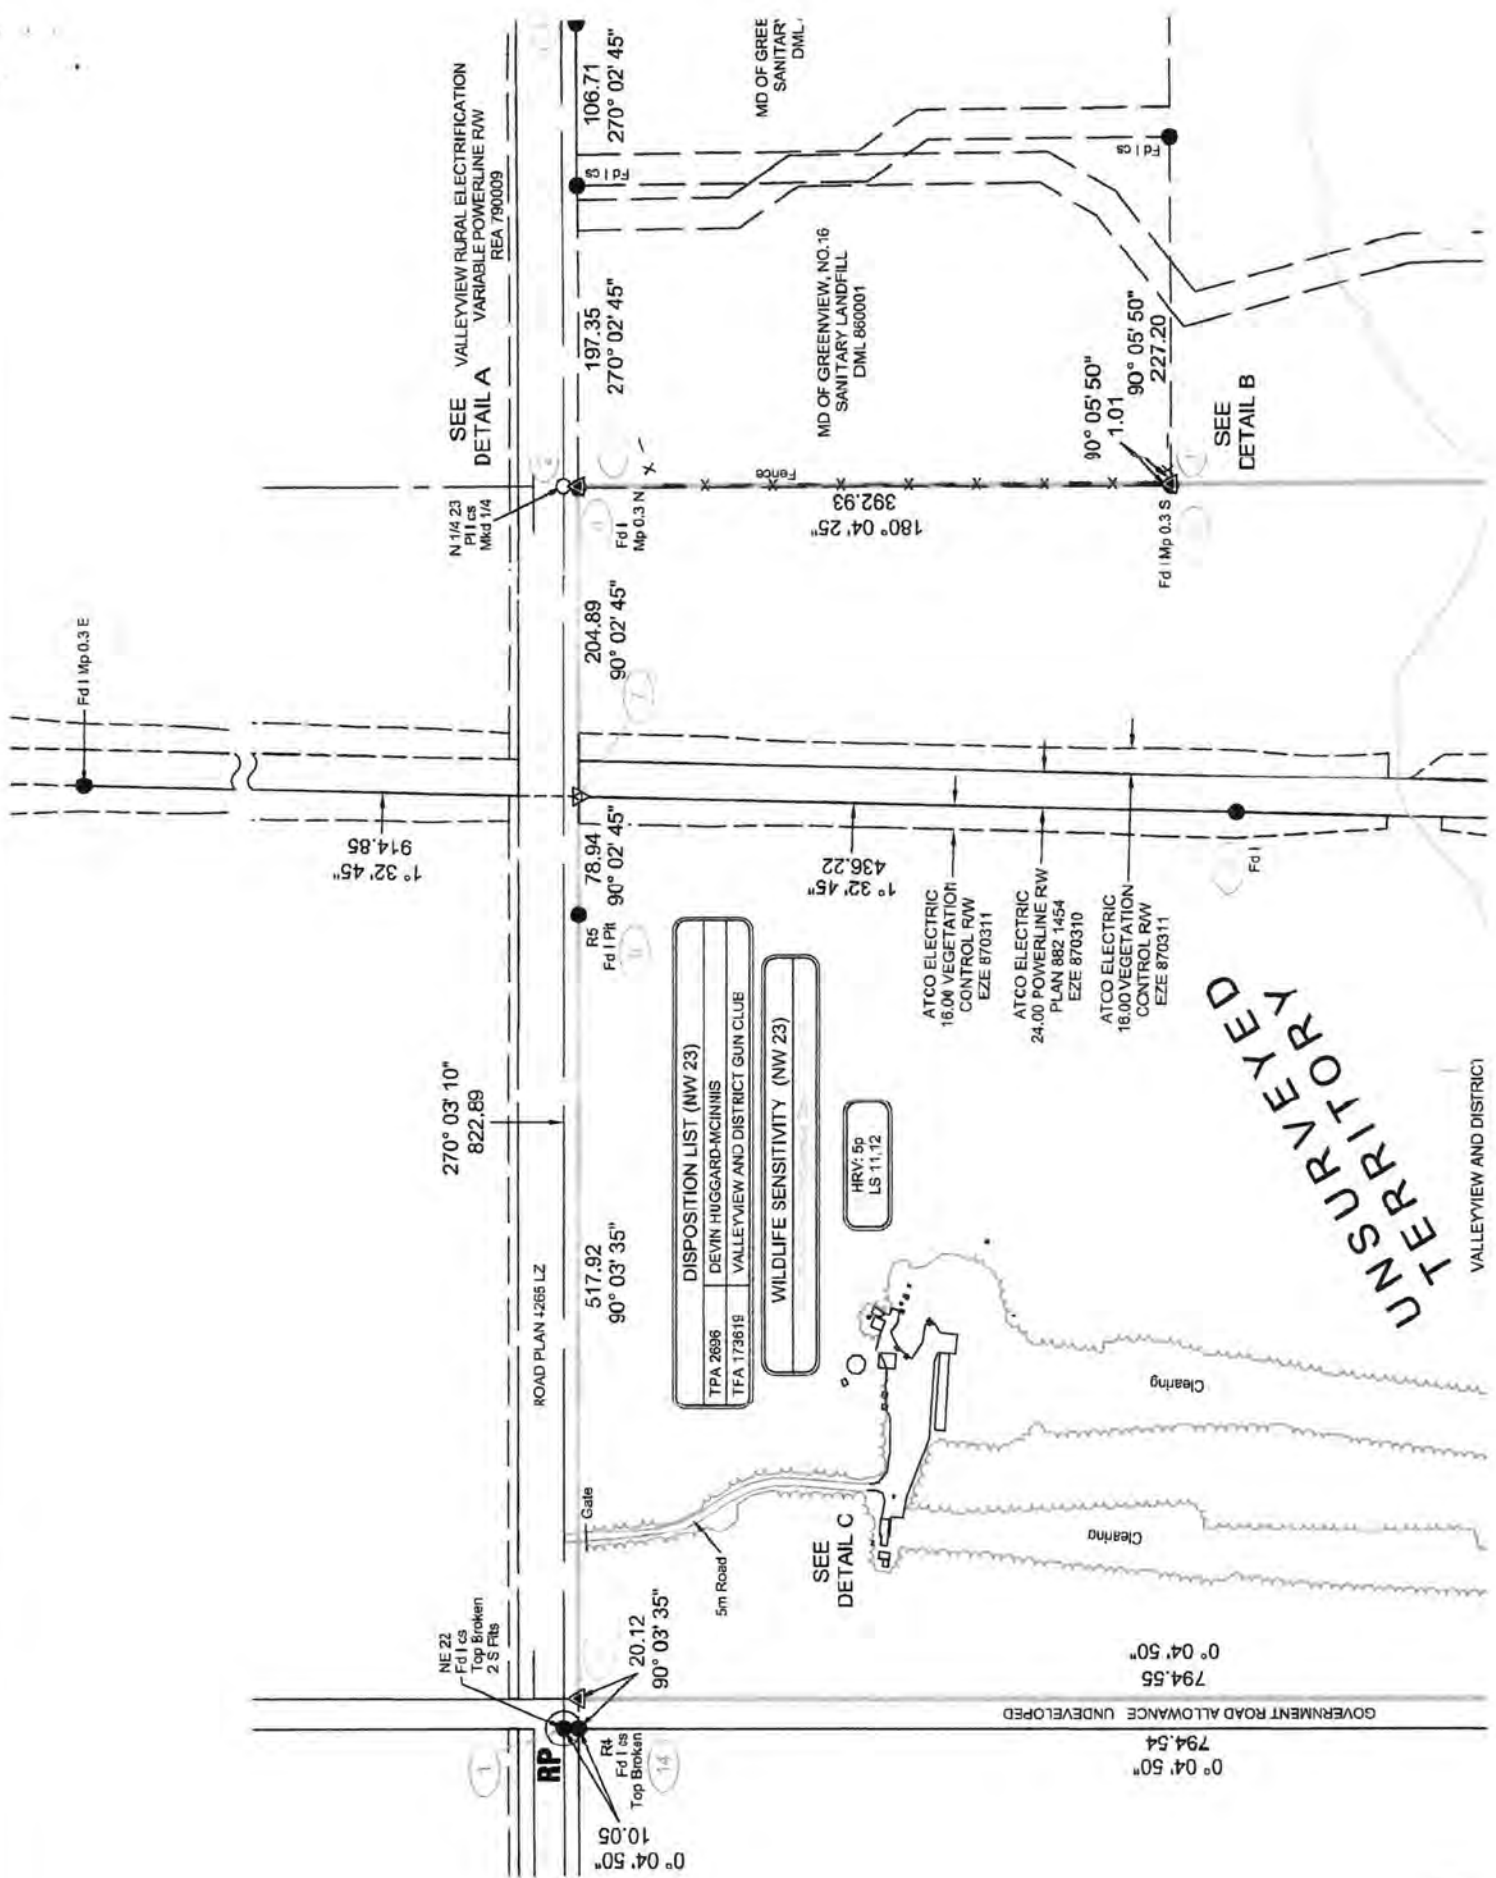 VALLEYVIEW RURAL ELECTRIFICATION
VARIABLE POWERLINE R/W
REA 790009
SEE
DETAIL A
N 1/4 23
Pl I cs
Mkd 1/4
Fd I Mp 0.3 E
1° 32' 45"
914.85
270° 03' 10"
822.89
ROAD PLAN 4265 LZ
NE 22
Fd I cs
Top Broken
2 S Pits
RP
R4
Fd I cs
Top Broken
14
1
0° 04' 50"
10.05
20.12
90° 03' 35"
Gate
517.92
90° 03' 35"
R5
Fd I Plt
78.94
90° 02' 45"
204.89
90° 02' 45"
Fd I
Mp 0.3 N
197.35
270° 02' 45"
Fd I cs
106.71
270° 02' 45"
MD OF GREE
SANITAR
DML
MD OF GREENVIEW, NO.16
SANITARY LANDFILL
DML 860001
Fence
180° 04' 25"
392.93
90° 05' 50"
1.01
90° 05' 50"
227.20
Fd I cs
Fd I Mp 0.3 S
SEE
DETAIL B
1° 32' 45"
436.22
ATCO ELECTRIC
16.00 VEGETATION
CONTROL R/W
EZE 870311
ATCO ELECTRIC
24.00 POWERLINE R/W
PLAN 882 1454
EZE 870310
ATCO ELECTRIC
16.00 VEGETATION
CONTROL R/W
EZE 870311
Fd I
DISPOSITION LIST (NW 23)
TPA 2696 DEVIN HUGGARD-MCINNIS
TFA 173619 VALLEYVIEW AND DISTRICT GUN CLUB
WILDLIFE SENSITIVITY (NW 23)
HRV: 5p
LS 11,12
5m Road
SEE
DETAIL C
Clearing
Clearing
UNSURVEYED
TERRITORY
VALLEYVIEW AND DISTRICT
0° 04' 50"
794.55
GOVERNMENT ROAD ALLOWANCE UNDEVELOPED
794.54
0° 04' 50"